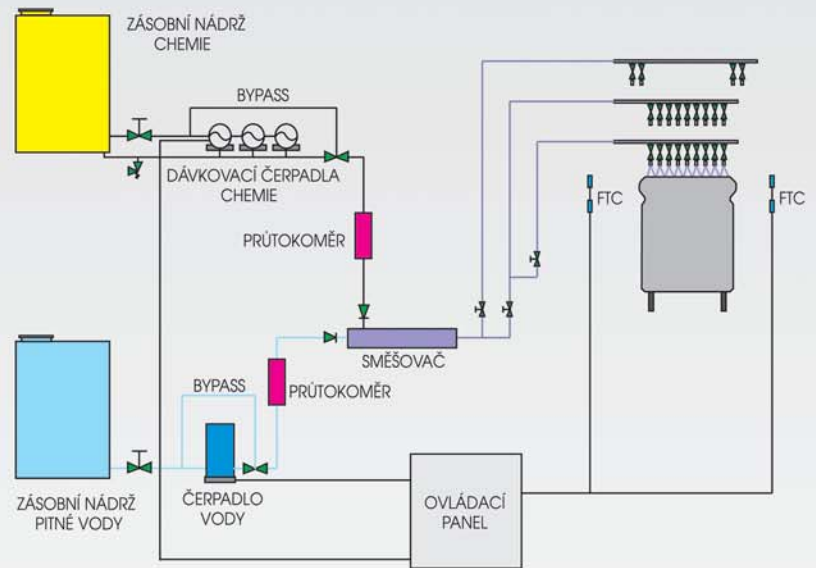 ZÁSOBNÍ NÁDRŽ
CHEMIE
BYPASS
DÁVKOVACÍ ČERPADLA
CHEMIE
FTC
FTC
PRŮTOKOMĚR
SMĚŠOVAČ
BYPASS
PRŮTOKOMĚR
ZÁSOBNÍ NÁDRŽ
PITNÉ VODY
ČERPADLO
VODY
OVLÁDACÍ
PANEL